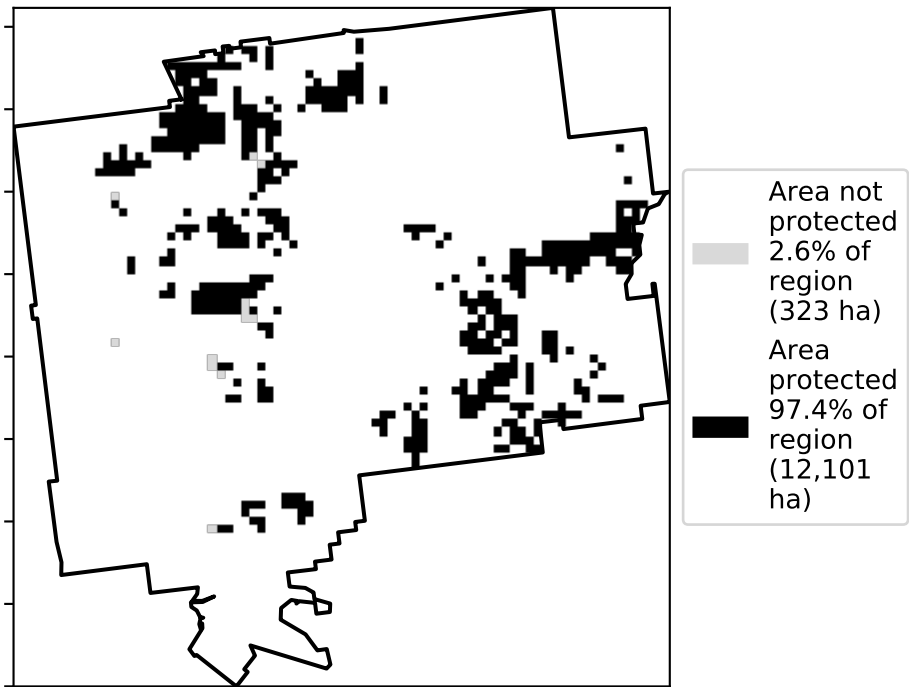 Area not
protected
2.6% of
region
(323 ha)
Area
protected
97.4% of
region
(12,101
ha)